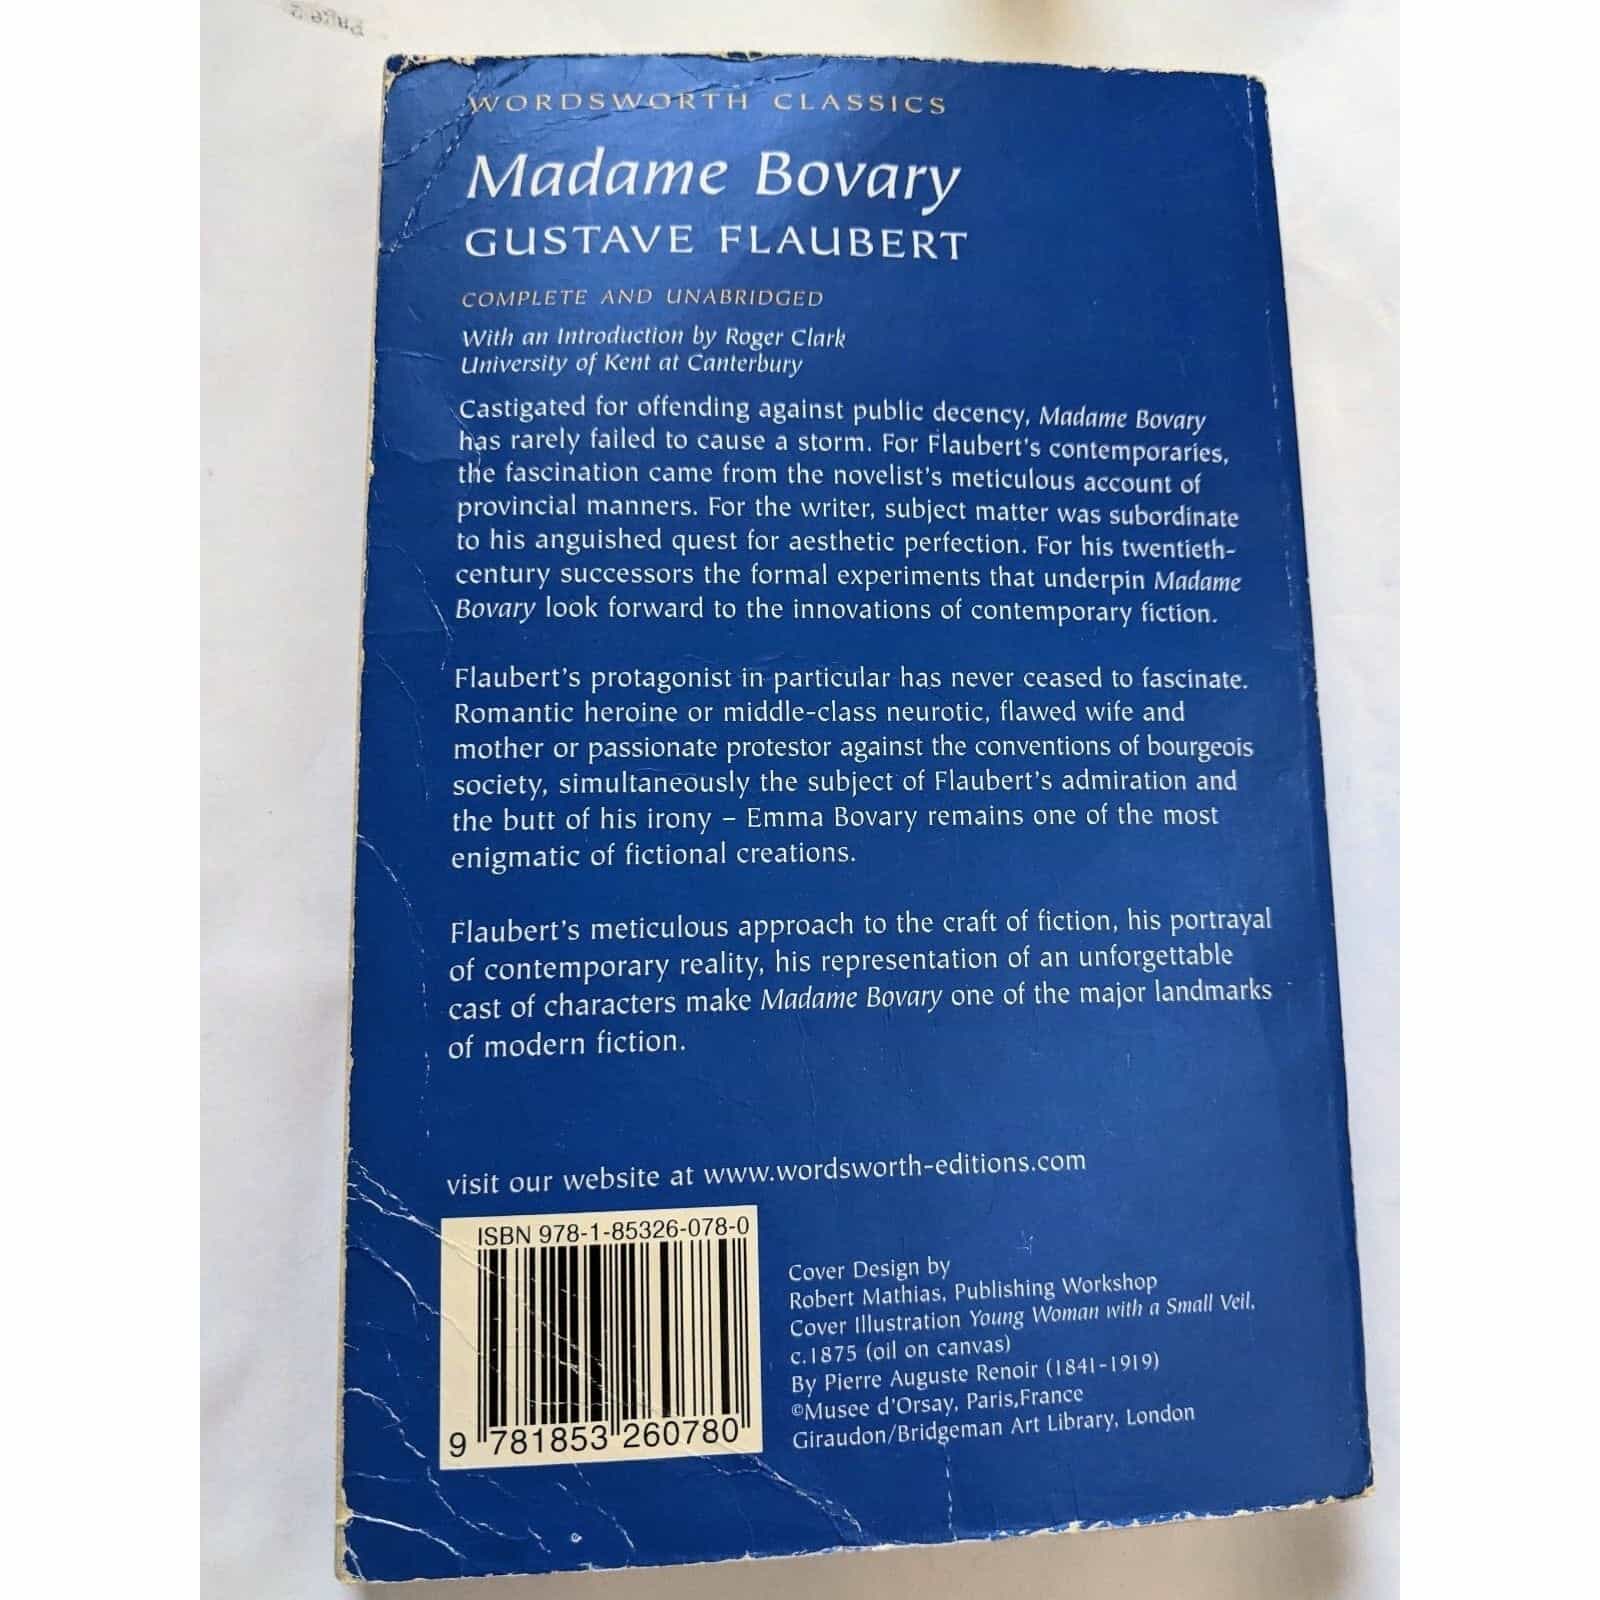 WORDSWORTH CLASSICS
Madame Bovary
GUSTAVE FLAUBERT
COMPLETE AND UNABRIDGED
With an Introduction by Roger Clark
University of Kent at Canterbury
Castigated for offending against public decency, Madame Bovary
has rarely failed to cause a storm. For Flaubert's contemporaries,
the fascination came from the novelist's meticulous account of
provincial manners. For the writer, subject matter was subordinate
to his anguished quest for aesthetic perfection. For his twentieth-
century successors the formal experiments that underpin Madame
Bovary look forward to the innovations of contemporary fiction.
Flaubert's protagonist in particular has never ceased to fascinate.
Romantic heroine or middle-class neurotic, flawed wife and
mother or passionate protestor against the conventions of bourgeois
society, simultaneously the subject of Flaubert's admiration and
the butt of his irony – Emma Bovary remains one of the most
enigmatic of fictional creations.
Flaubert's meticulous approach to the craft of fiction, his portrayal
of contemporary reality, his representation of an unforgettable
cast of characters make Madame Bovary one of the major landmarks
of modern fiction.
visit our website at www.wordsworth-editions.com
ISBN 978-1-85326-078-0
9 781853 260780
Cover Design by
Robert Mathias, Publishing Workshop
Cover Illustration Young Woman with a Small Veil,
c.1875 (oil on canvas)
By Pierre Auguste Renoir (1841-1919)
©Musee d'Orsay, Paris,France
Giraudon/Bridgeman Art Library, London